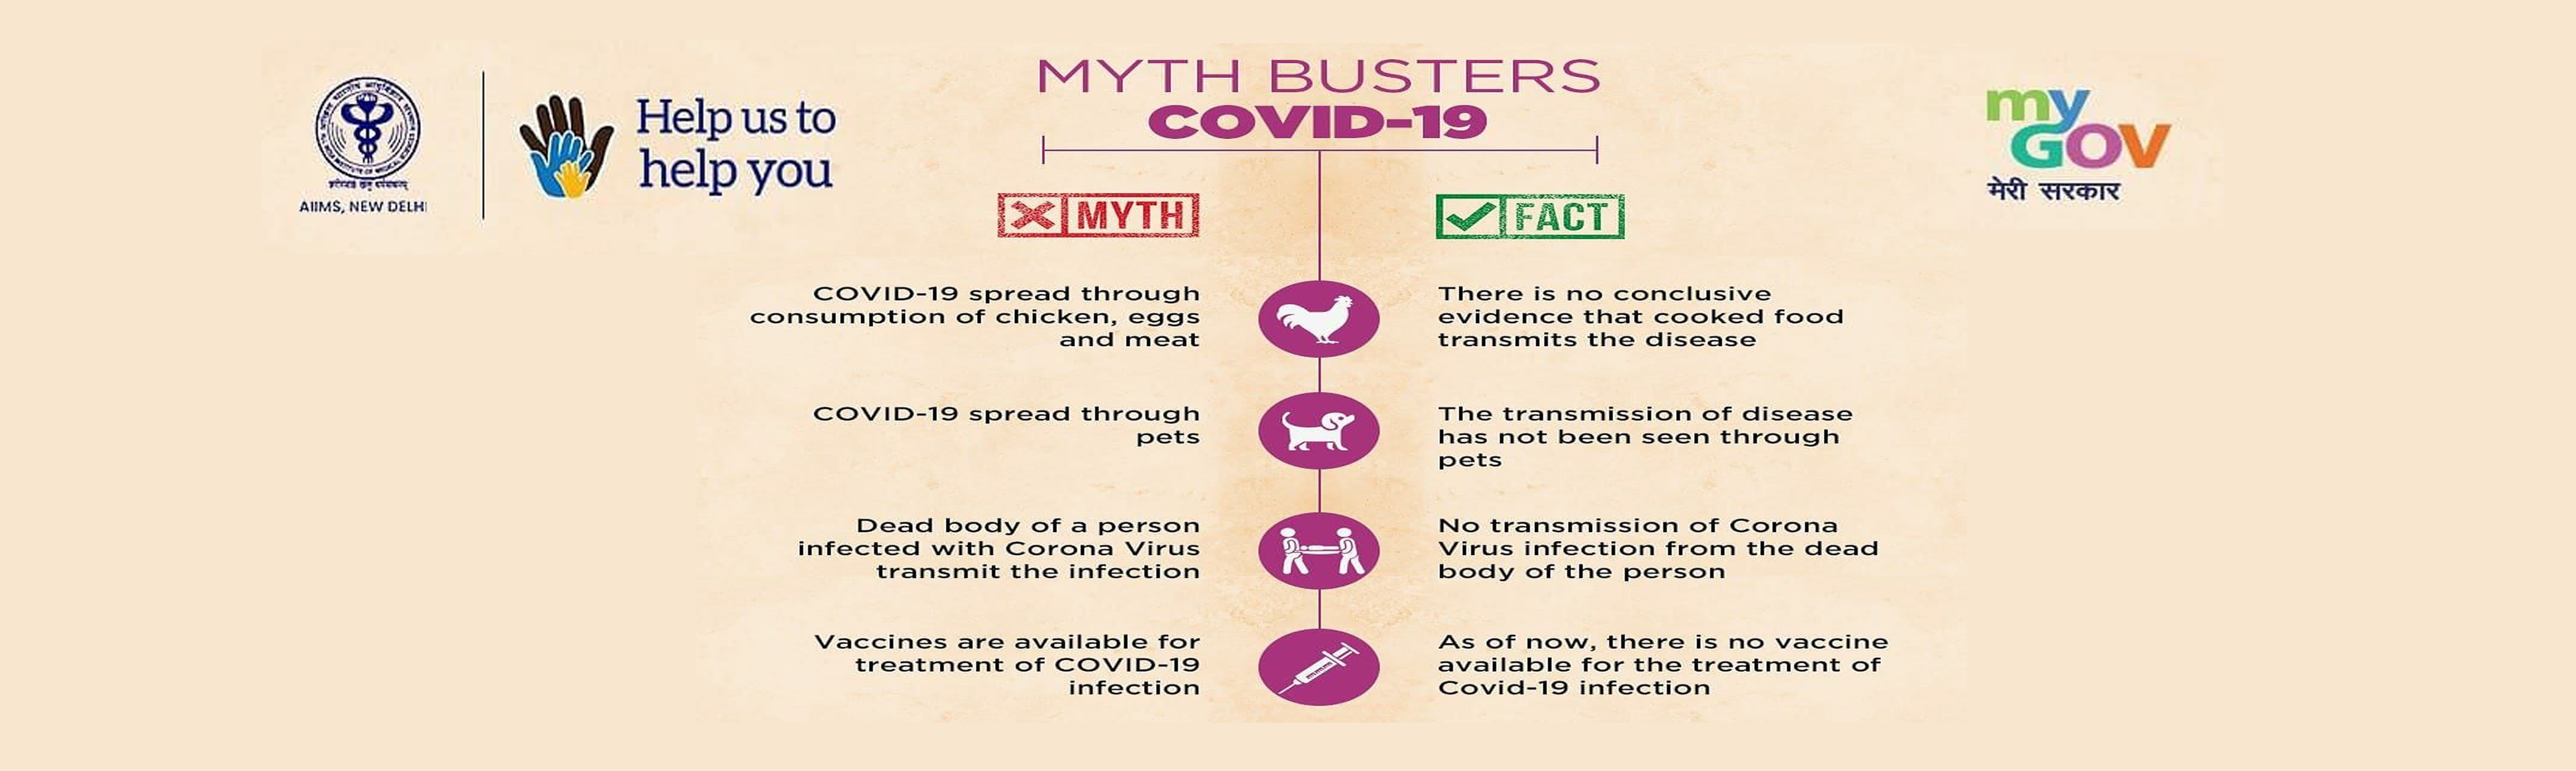 AIIMS, NEW DELHI
Help us to
help you
MYTH BUSTERS
COVID-19
my
GOV
मेरी सरकार
MYTH
FACT
COVID-19 spread through
consumption of chicken, eggs
and meat
There is no conclusive
evidence that cooked food
transmits the disease
COVID-19 spread through
pets
The transmission of disease
has not been seen through
pets
Dead body of a person
infected with Corona Virus
transmit the infection
No transmission of Corona
Virus infection from the dead
body of the person
Vaccines are available for
treatment of COVID-19
infection
As of now, there is no vaccine
available for the treatment of
Covid-19 infection